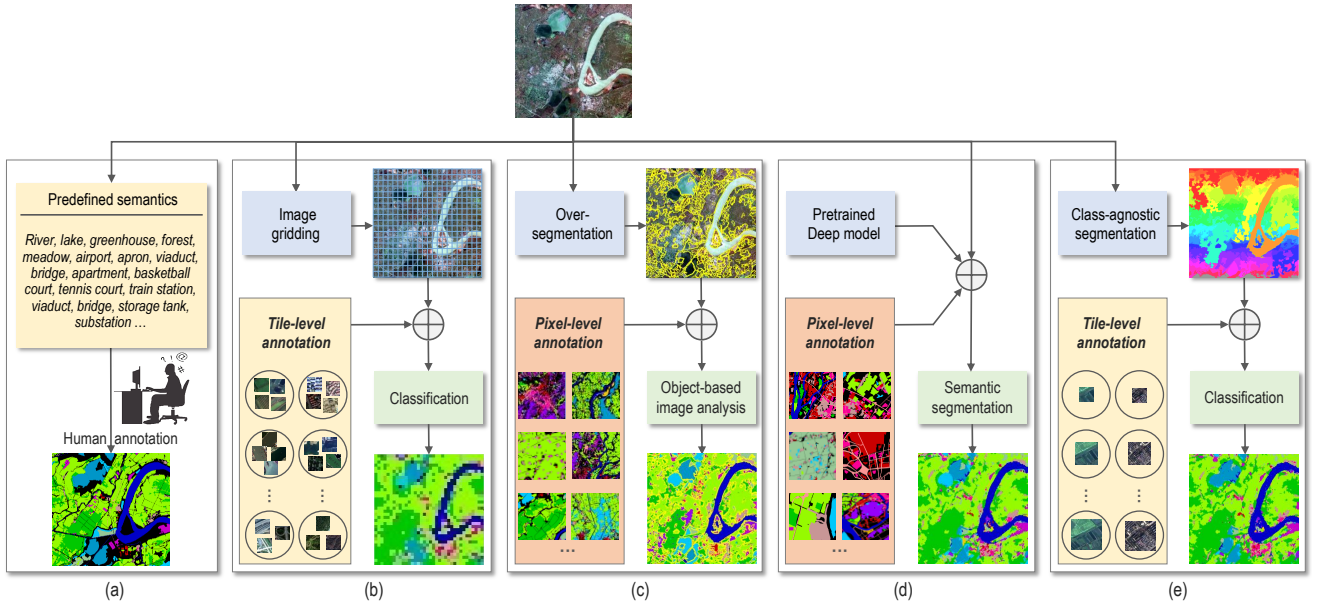 Predefined semantics
River, lake, greenhouse, forest,
meadow, airport, apron, viaduct,
bridge, apartment, basketball
court, tennis court, train station,
viaduct, bridge, storage tank,
substation ...
? ! @
#
Human annotation
(a)
Image
gridding
Tile-level
annotation
...
...
Classification
(b)
Over-
segmentation
Pixel-level
annotation
...
Object-based
image analysis
(c)
Pretrained
Deep model
Pixel-level
annotation
...
Semantic
segmentation
(d)
Class-agnostic
segmentation
Tile-level
annotation
...
...
Classification
(e)